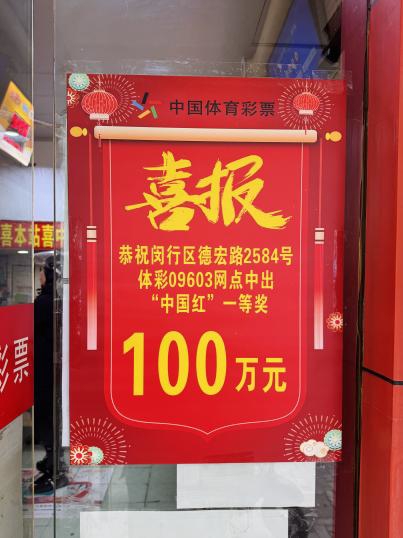 中国体育彩票
喜报
恭祝闵行区德宏路2584号
体彩09603网点中出
“中国红”一等奖
100万元
喜本站喜中
彩票